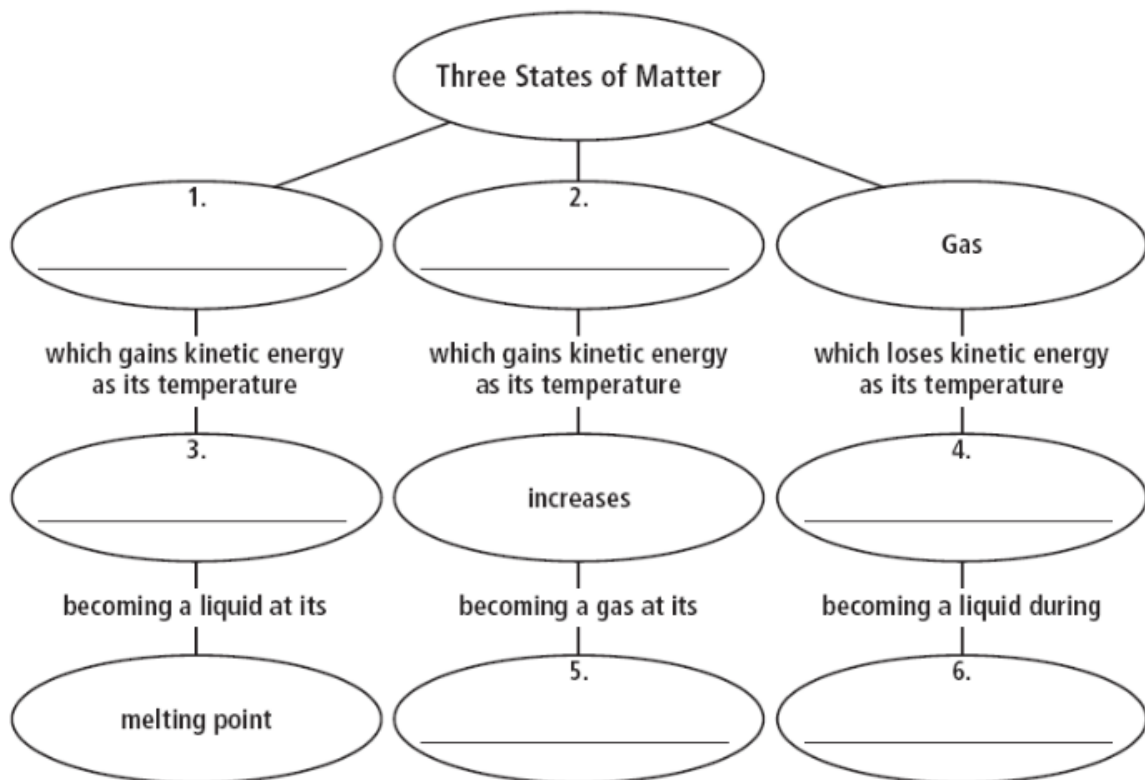 Three States of Matter
1.
2.
Gas
which gains kinetic energy
as its temperature
which gains kinetic energy
as its temperature
which loses kinetic energy
as its temperature
3.
increases
4.
becoming a liquid at its
becoming a gas at its
becoming a liquid during
melting point
5.
6.